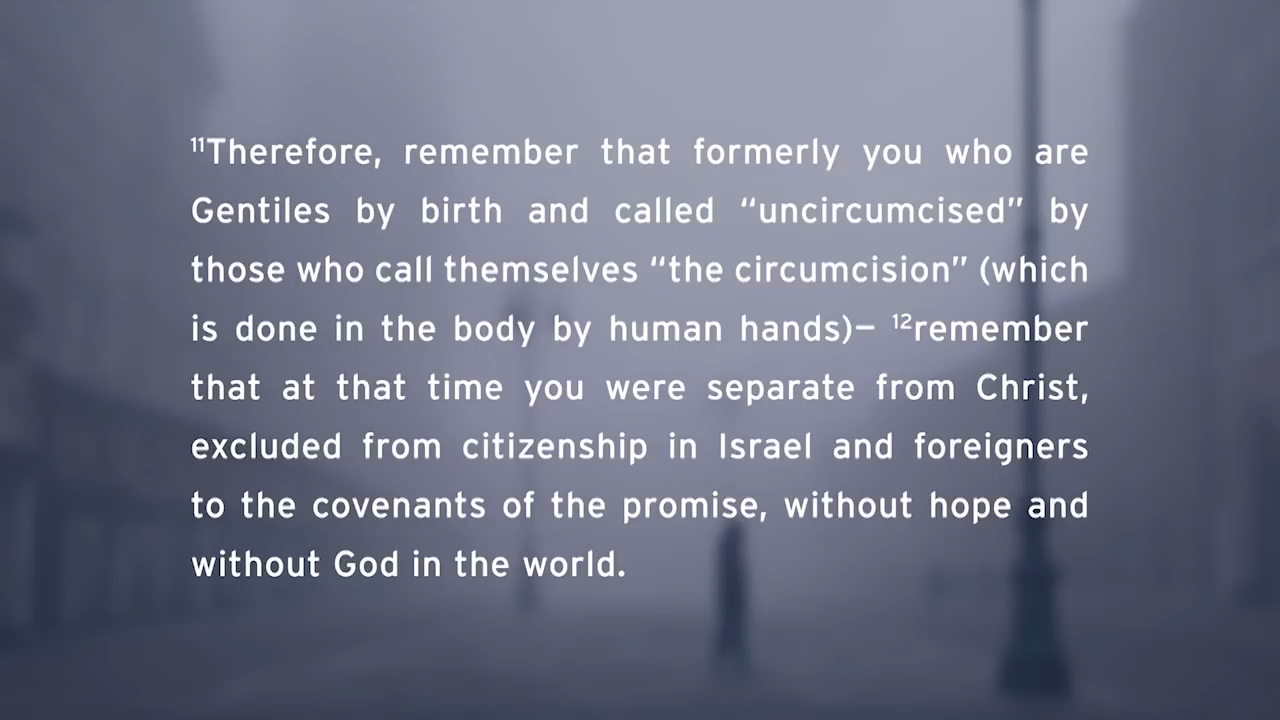 ¹¹Therefore, remember that formerly you who are
Gentiles by birth and called “uncircumcised” by
those who call themselves “the circumcision” (which
is done in the body by human hands)— ¹²remember
that at that time you were separate from Christ,
excluded from citizenship in Israel and foreigners
to the covenants of the promise, without hope and
without God in the world.